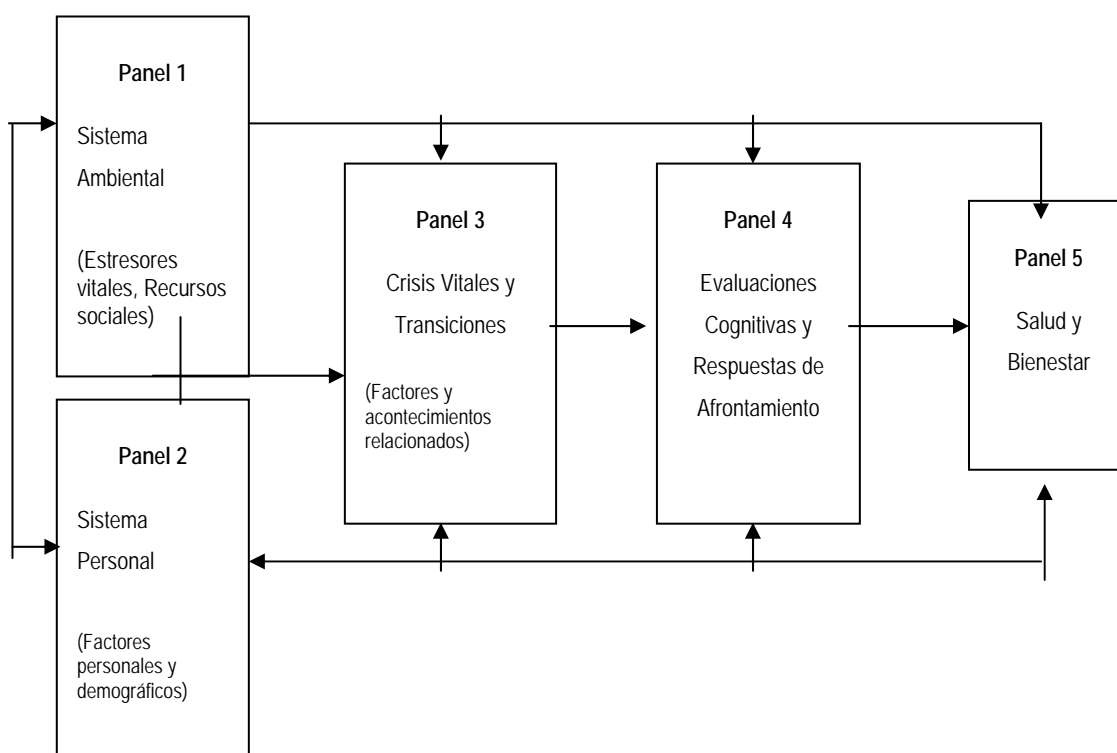 Panel 1
Sistema
Ambiental
(Estresores
vitales, Recursos
sociales)
Panel 2
Sistema
Personal
(Factores
personales y
demográficos)
Panel 3
Crisis Vitales y
Transiciones
(Factores y
acontecimientos
relacionados)
Panel 4
Evaluaciones
Cognitivas y
Respuestas de
Afrontamiento
Panel 5
Salud y
Bienestar